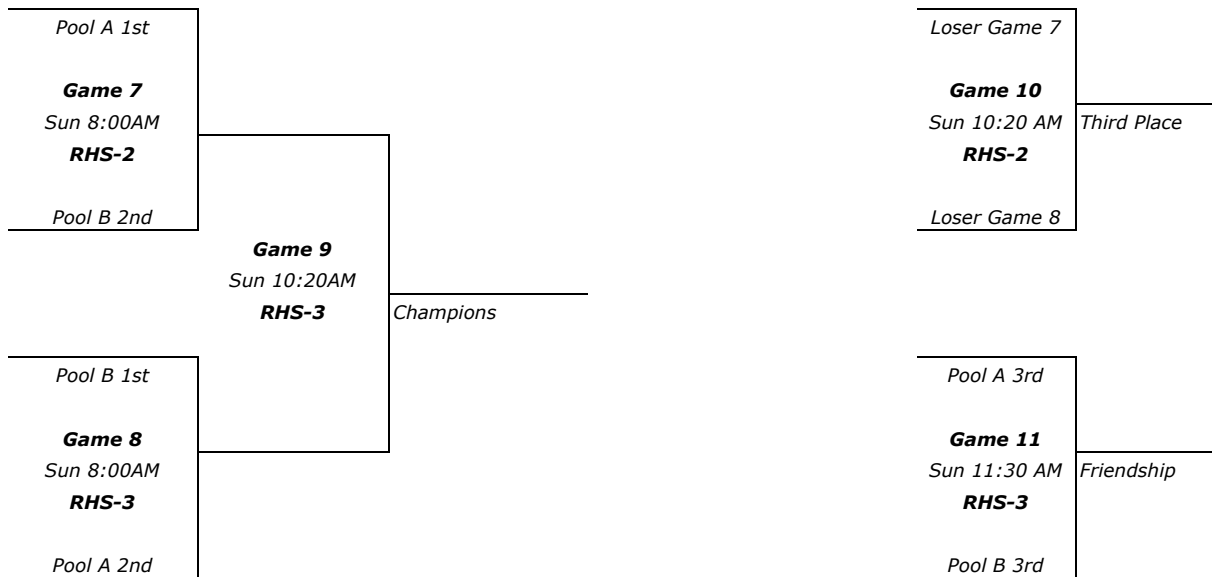 Pool A 1st
Game 7
Sun 8:00AM
RHS-2
Pool B 2nd
Game 9
Sun 10:20AM
RHS-3
Champions
Pool B 1st
Game 8
Sun 8:00AM
RHS-3
Pool A 2nd
Loser Game 7
Game 10
Sun 10:20 AM
Third Place
RHS-2
Loser Game 8
Pool A 3rd
Game 11
Sun 11:30 AM
Friendship
RHS-3
Pool B 3rd